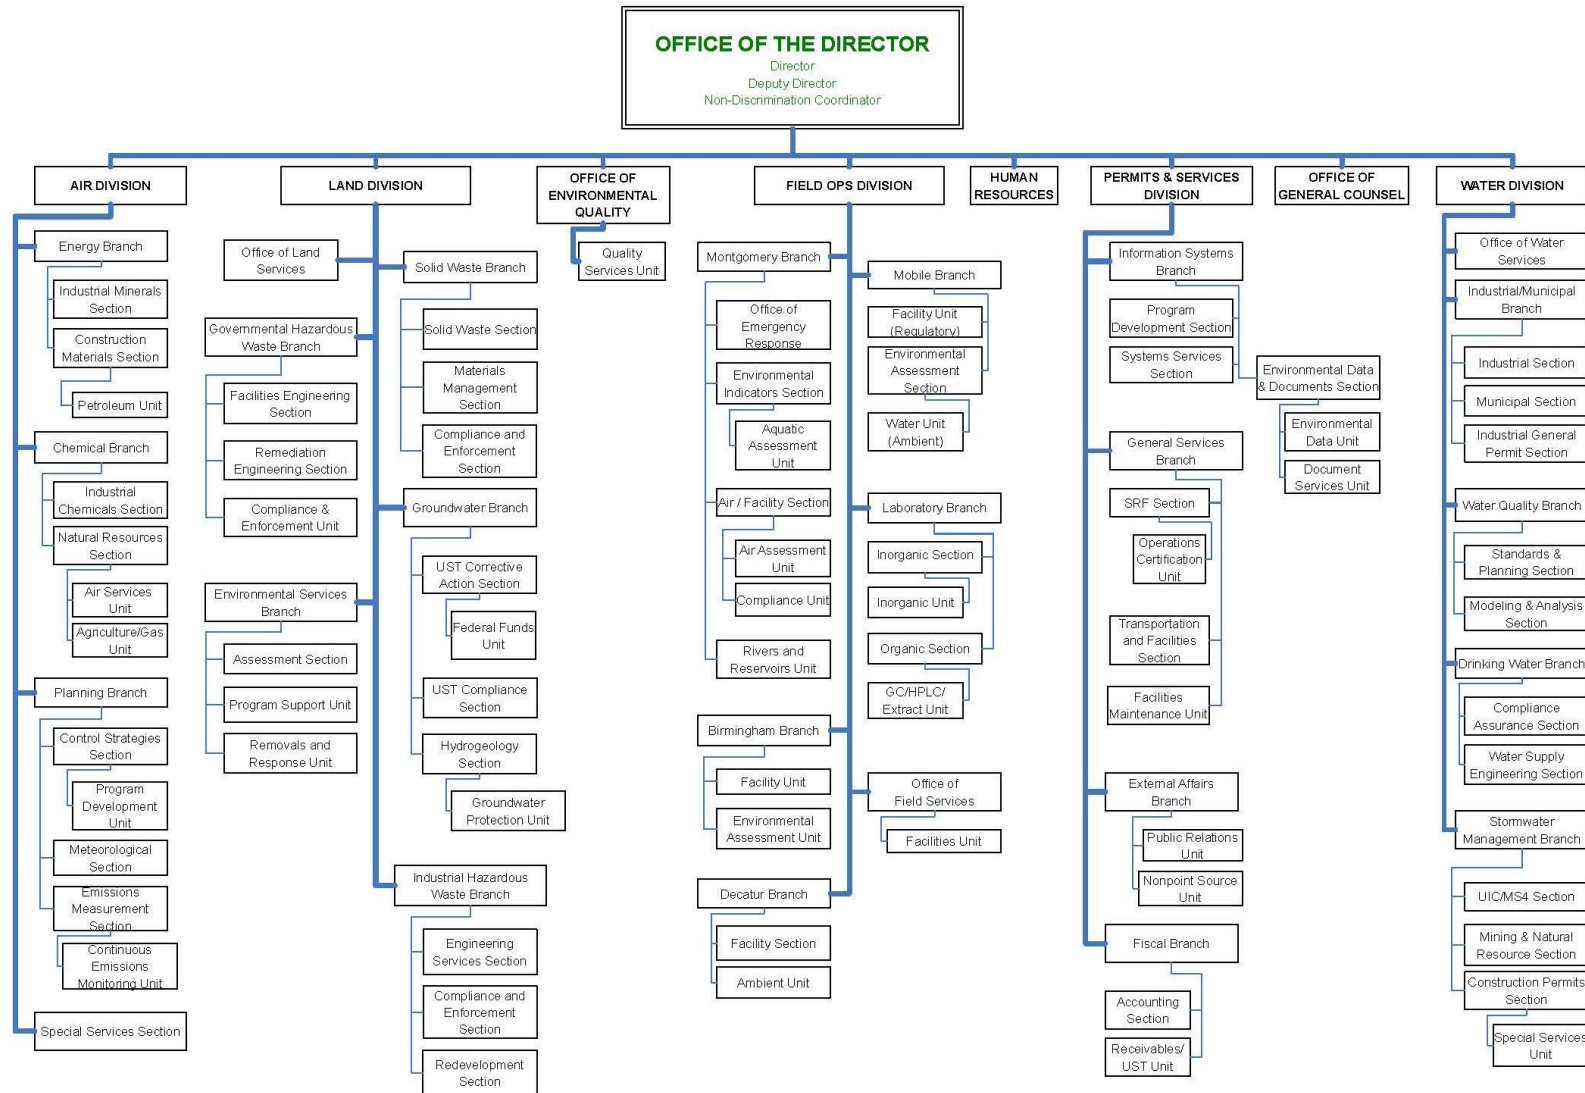 OFFICE OF THE DIRECTOR
Director
Deputy Director
Non-Discrimination Coordinator
AIR DIVISION
Energy Branch
Industrial Minerals
Section
Construction
Materials Section
Petroleum Unit
Chemical Branch
Industrial
Chemicals Section
Natural Resources
Section
Air Services
Unit
Agriculture/Gas
Unit
Planning Branch
Control Strategies
Section
Program
Development
Unit
Meteorological
Section
Emissions
Measurement
Section
Continuous
Emissions
Monitoring Unit
Special Services Section
LAND DIVISION
Office of Land
Services
Governmental Hazardous
Waste Branch
Facilities Engineering
Section
Remediation
Engineering Section
Compliance &
Enforcement Unit
Environmental Services
Branch
Assessment Section
Program Support Unit
Removals and
Response Unit
Solid Waste Branch
Solid Waste Section
Materials
Management
Section
Compliance and
Enforcement
Section
Groundwater Branch
UST Corrective
Action Section
Federal Funds
Unit
UST Compliance
Section
Hydrogeology
Section
Groundwater
Protection Unit
Industrial Hazardous
Waste Branch
Engineering
Services Section
Compliance and
Enforcement
Section
Redevelopment
Section
OFFICE OF
ENVIRONMENTAL
QUALITY
Quality
Services Unit
FIELD OPS DIVISION
Montgomery Branch
Office of
Emergency
Response
Environmental
Indicators Section
Aquatic
Assessment
Unit
Air / Facility Section
Air Assessment
Unit
Compliance Unit
Rivers and
Reservoirs Unit
Birmingham Branch
Facility Unit
Environmental
Assessment Unit
Decatur Branch
Facility Section
Ambient Unit
Mobile Branch
Facility Unit
(Regulatory)
Environmental
Assessment
Section
Water Unit
(Ambient)
Laboratory Branch
Inorganic Section
Inorganic Unit
Organic Section
GC/HPLC/
Extract Unit
Office of
Field Services
Facilities Unit
HUMAN
RESOURCES
PERMITS & SERVICES
DIVISION
Information Systems
Branch
Program
Development Section
Systems Services
Section
Environmental Data
& Documents Section
Environmental
Data Unit
Document
Services Unit
General Services
Branch
SRF Section
Operations
Certification
Unit
Transportation
and Facilities
Section
Facilities
Maintenance Unit
External Affairs
Branch
Public Relations
Unit
Nonpoint Source
Unit
Fiscal Branch
Accounting
Section
Receivables/
UST Unit
OFFICE OF
GENERAL COUNSEL
WATER DIVISION
Office of Water
Services
Industrial/Municipal
Branch
Industrial Section
Municipal Section
Industrial General
Permit Section
Water Quality Branch
Standards &
Planning Section
Modeling & Analysis
Section
Drinking Water Branch
Compliance
Assurance Section
Water Supply
Engineering Section
Stormwater
Management Branch
UIC/MS4 Section
Mining & Natural
Resource Section
Construction Permits
Section
Special Services
Unit